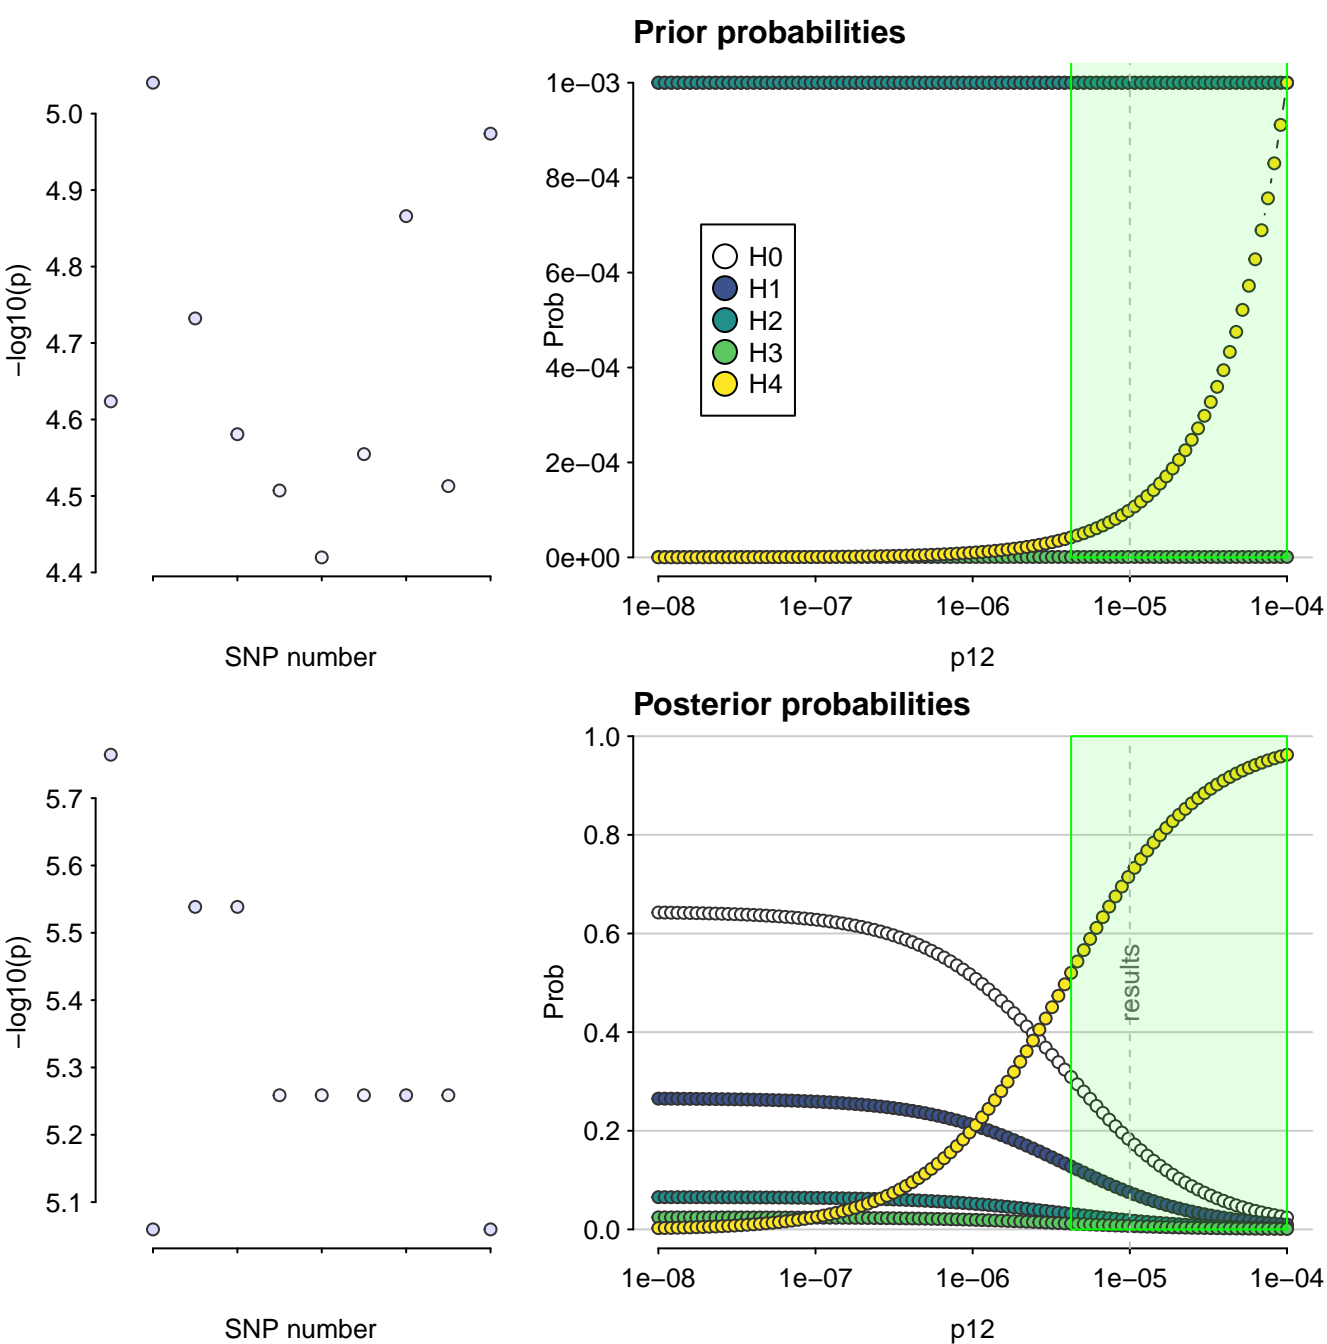 5.0
4.9
4.8
4.7
4.6
4.5
4.4
−log10(p)
SNP number
Prior probabilities
1e−03
8e−04
6e−04
4e−04
2e−04
0e+00
Prob
H0
H1
H2
H3
H4
1e−08 1e−07 1e−06 1e−05 1e−04
p12
5.7
5.6
5.5
5.4
5.3
5.2
5.1
−log10(p)
SNP number
Posterior probabilities
1.0
0.8
0.6
0.4
0.2
0.0
Prob
results
1e−08 1e−07 1e−06 1e−05 1e−04
p12